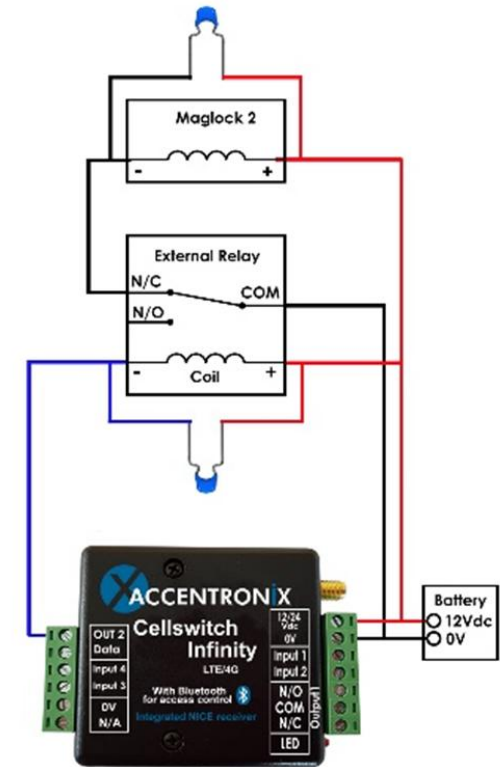 Maglock 2
- +
External Relay
N/C
COM
N/O
- +
Coil
X ACCENTRONIX
Cellswitch
Infinity
LTE/4G
With Bluetooth
for access control
Integrated NICE receiver
OUT 2
Data
Input 4
Input 3
0V
N/A
12/24
Vdc
0V
Input 1
Input 2
N/O
COM
N/C
Output1
LED
Battery
12Vdc
0V